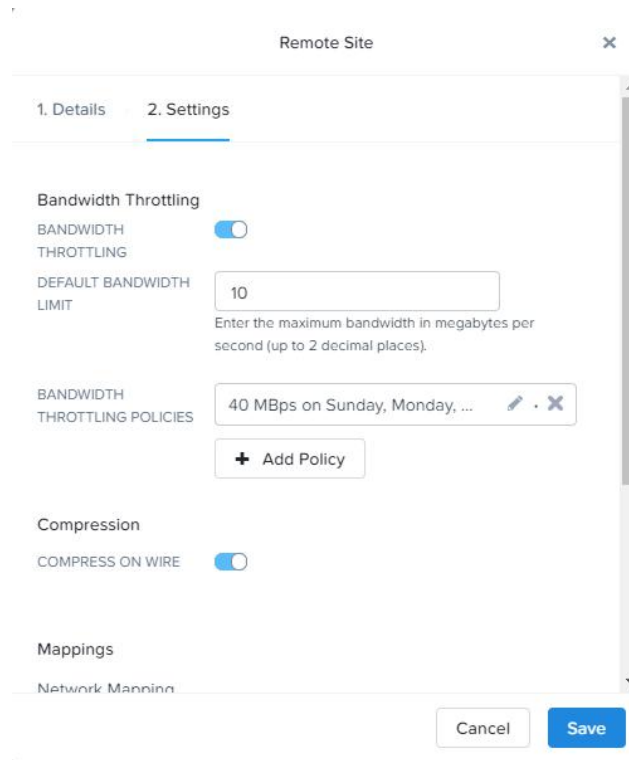 Remote Site
1. Details
2. Settings
Bandwidth Throttling
BANDWIDTH
THROTTLING
DEFAULT BANDWIDTH
LIMIT
10
Enter the maximum bandwidth in megabytes per
second (up to 2 decimal places).
BANDWIDTH
THROTTLING POLICIES
40 MBps on Sunday, Monday, ...
+ Add Policy
Compression
COMPRESS ON WIRE
Mappings
Network Mapping
Cancel
Save